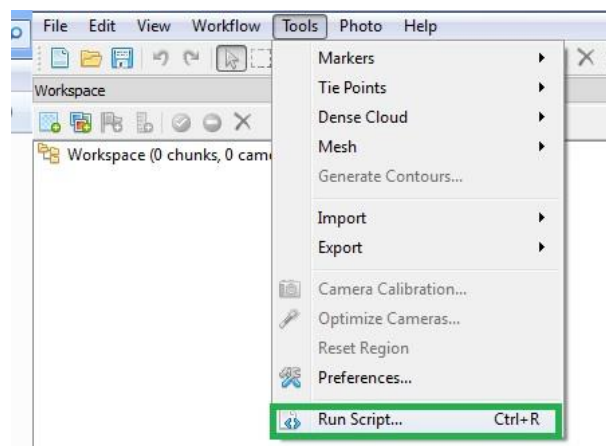 File Edit View Workflow Tools Photo Help
Workspace
Workspace (0 chunks, 0 cam
Markers
Tie Points
Dense Cloud
Mesh
Generate Contours...
Import
Export
Camera Calibration...
Optimize Cameras...
Reset Region
Preferences...
Run Script... Ctrl+R